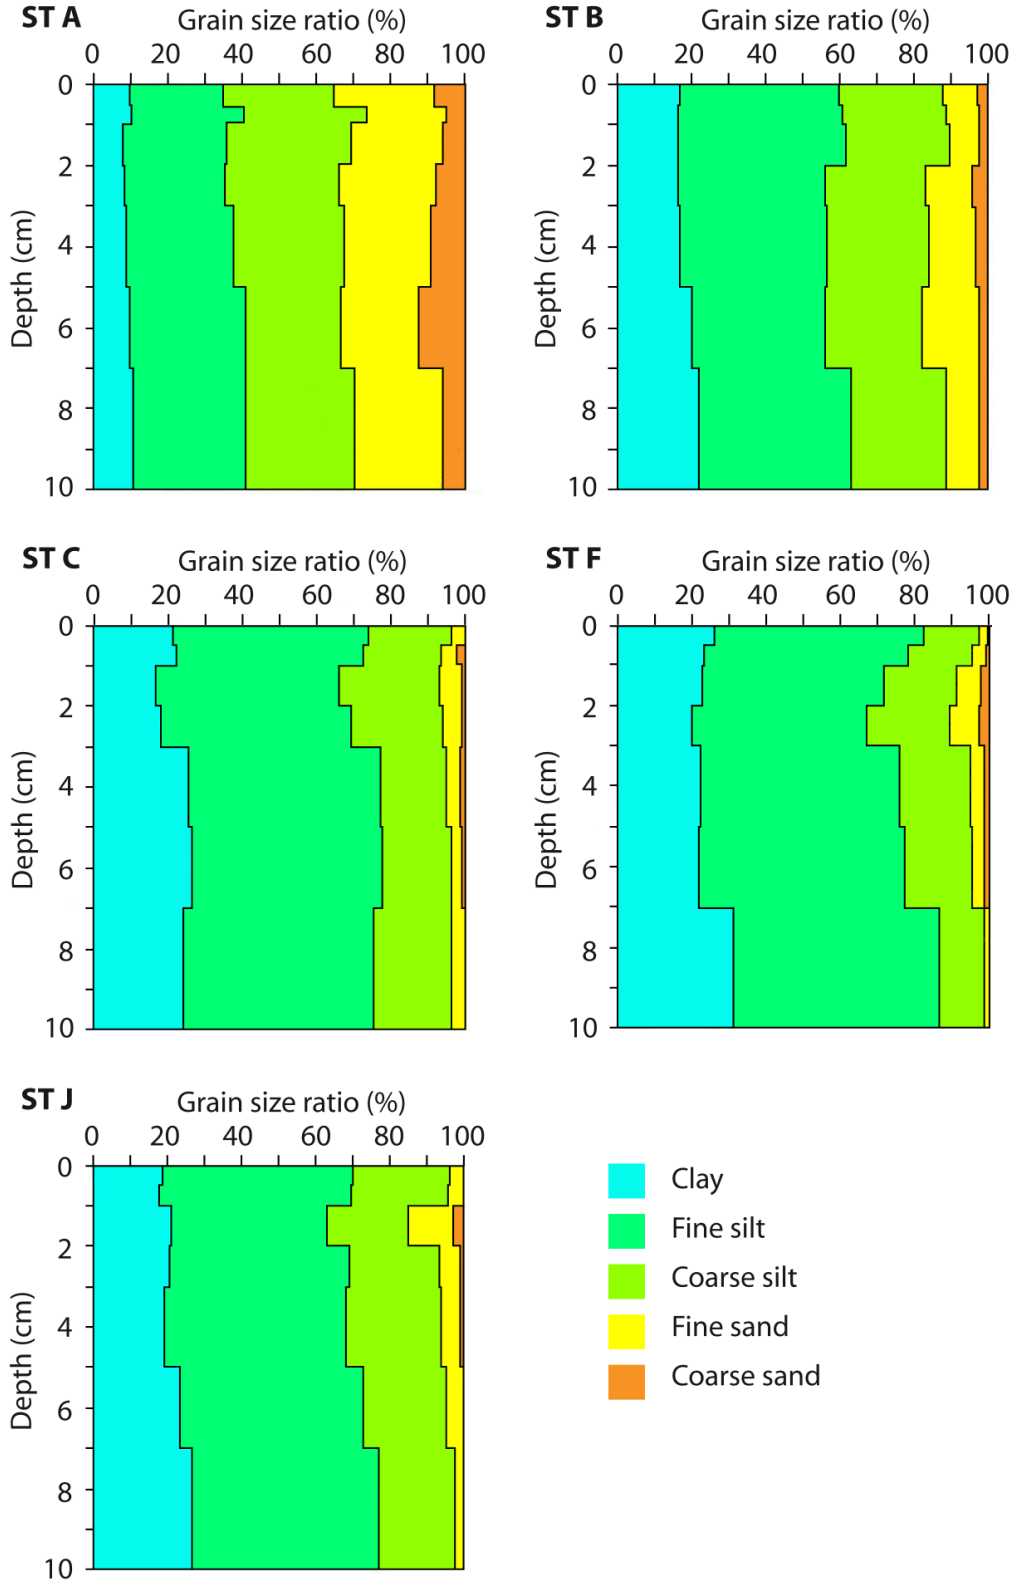 ST A Grain size ratio (%)
0 20 40 60 80 100
0
2
4
6
8
10
Depth (cm)
ST B Grain size ratio (%)
0 20 40 60 80 100
0
2
4
6
8
10
Depth (cm)
ST C Grain size ratio (%)
0 20 40 60 80 100
0
2
4
6
8
10
Depth (cm)
ST F Grain size ratio (%)
0 20 40 60 80 100
0
2
4
6
8
10
Depth (cm)
ST J Grain size ratio (%)
0 20 40 60 80 100
0
2
4
6
8
10
Depth (cm)
Clay
Fine silt
Coarse silt
Fine sand
Coarse sand